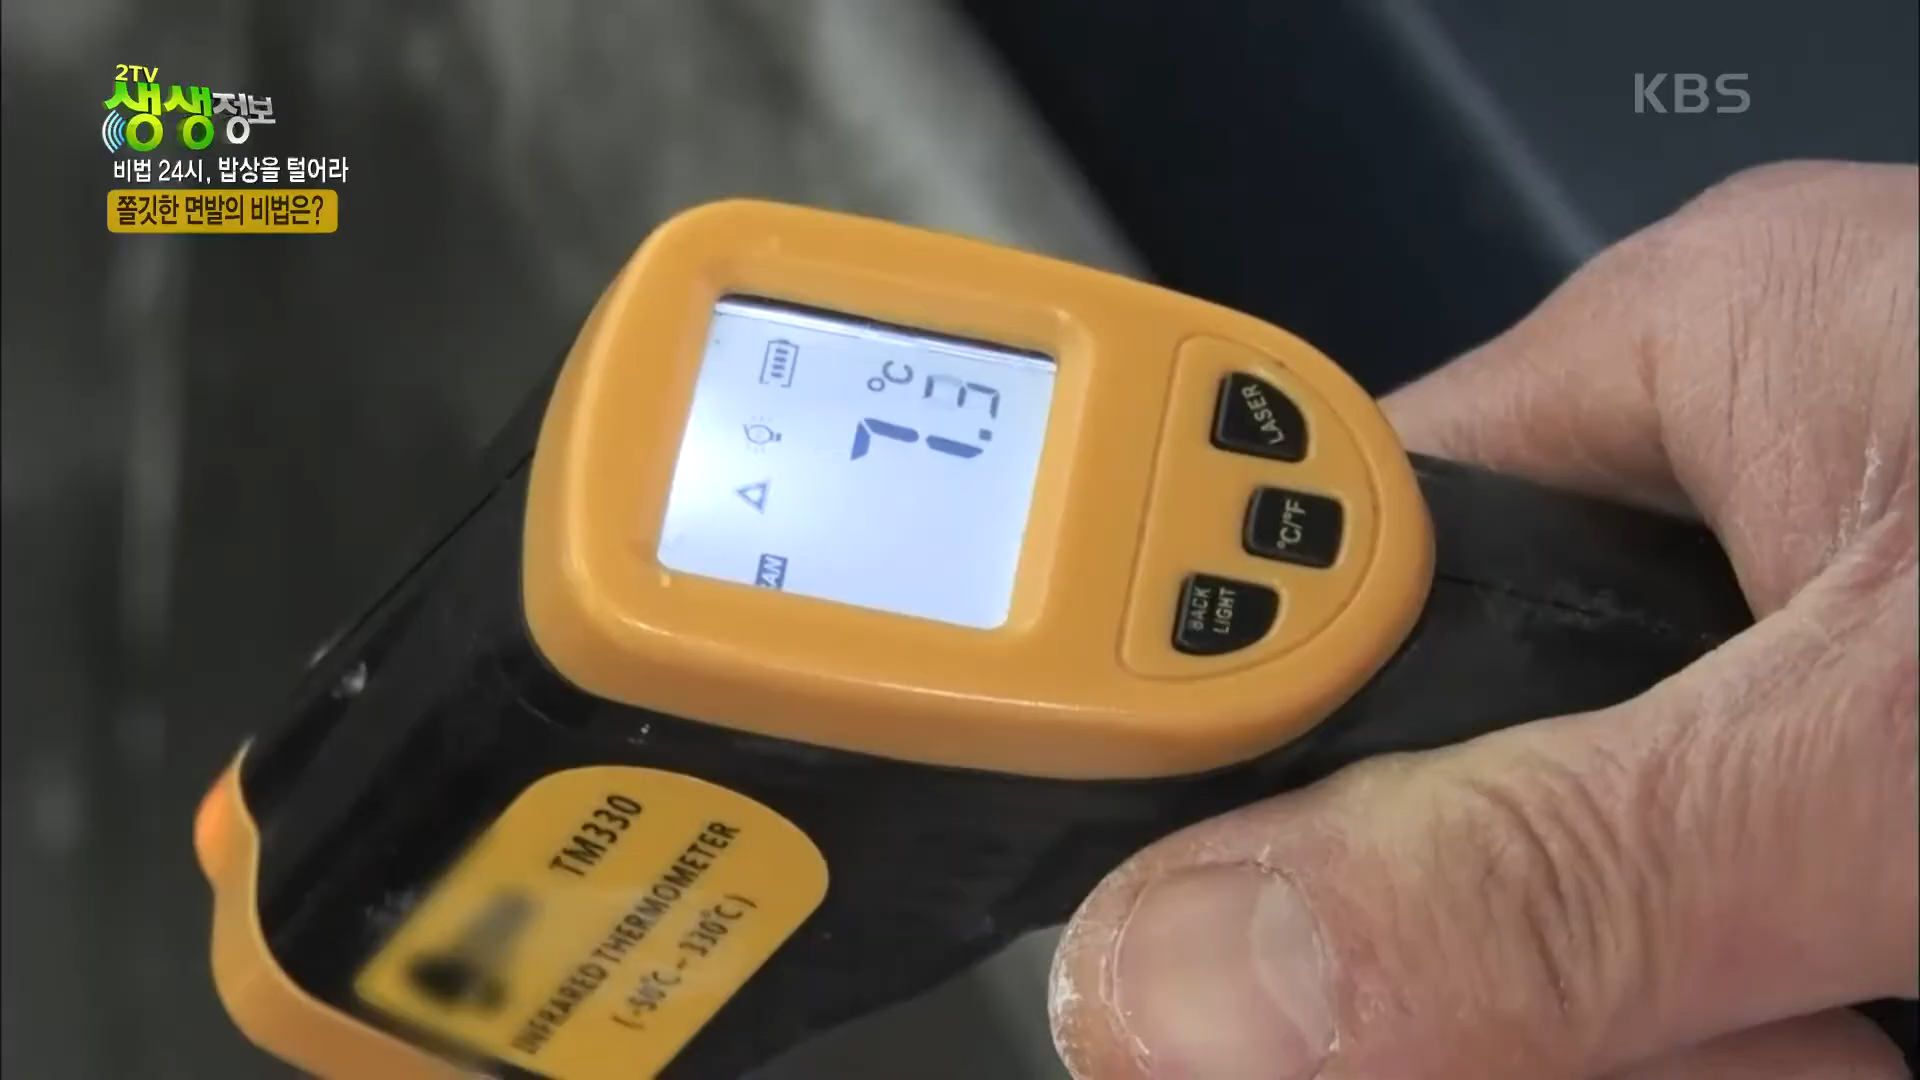 2TV
생생정보
비법 24시, 밥상을 털어라
쫄깃한 면발의 비법은?
KBS
°C
71.3
LASER
°C/°F
BACK
LIGHT
TM330
INFRARED THERMOMETER
(-50°C~330°C)